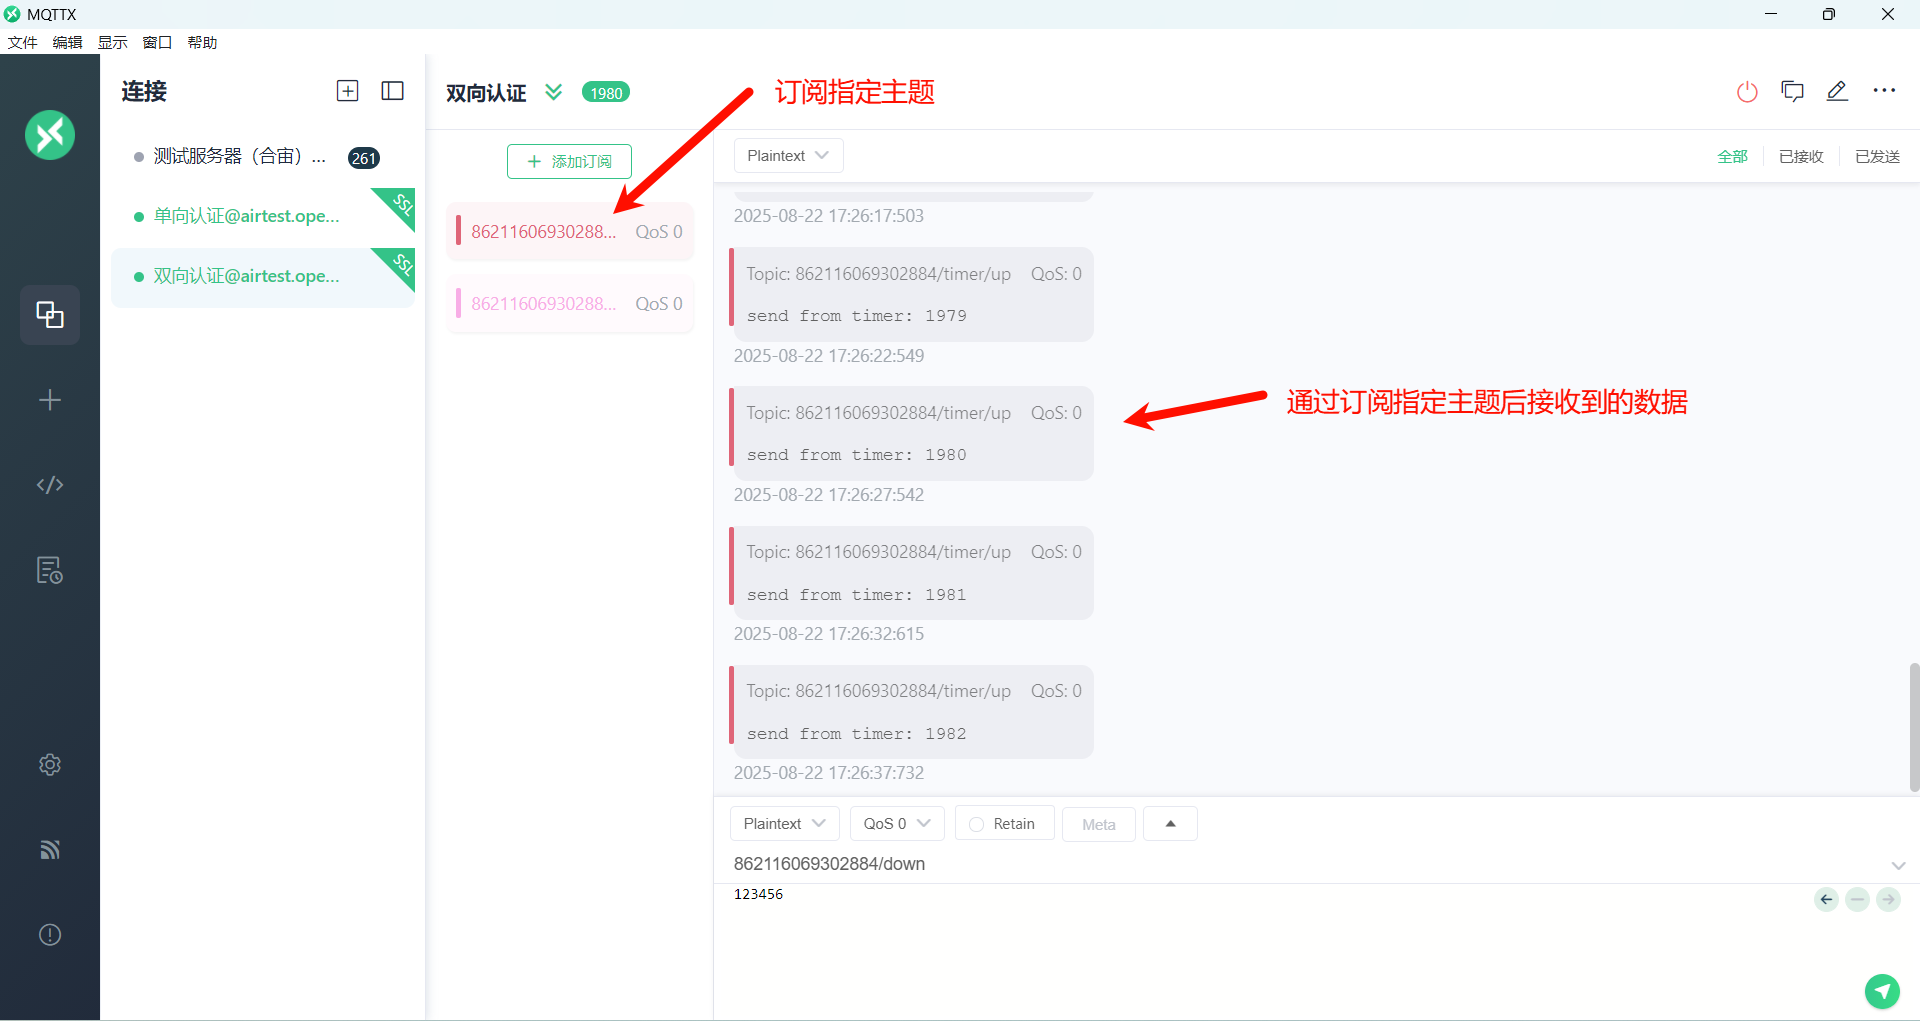 MQTTX
文件 编辑 显示 窗口 帮助
连接
测试服务器（合宙）... 261
单向认证@airtest.ope... SSL
双向认证@airtest.ope... SSL
双向认证 1980
订阅指定主题
添加订阅
86211606930288... QoS 0
86211606930288... QoS 0
Plaintext
全部 已接收 已发送
2025-08-22 17:26:17:503
Topic: 862116069302884/timer/up QoS: 0
send from timer: 1979
2025-08-22 17:26:22:549
Topic: 862116069302884/timer/up QoS: 0
send from timer: 1980
2025-08-22 17:26:27:542
通过订阅指定主题后接收到的数据
Topic: 862116069302884/timer/up QoS: 0
send from timer: 1981
2025-08-22 17:26:32:615
Topic: 862116069302884/timer/up QoS: 0
send from timer: 1982
2025-08-22 17:26:37:732
Plaintext QoS 0 Retain Meta
862116069302884/down
123456